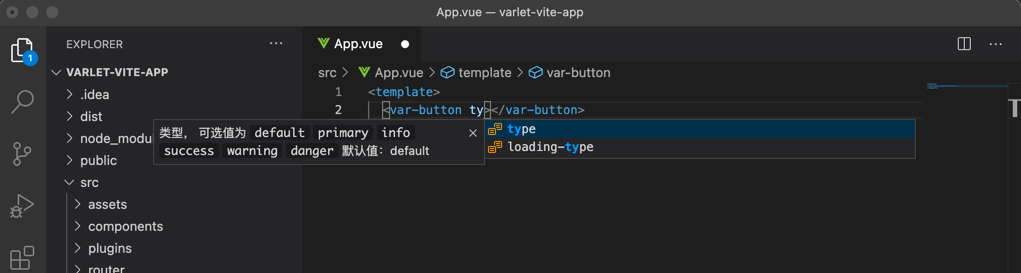 App.vue — varlet-vite-app
EXPLORER ···
App.vue
1
VARLET-VITE-APP
src > App.vue > template > var-button
.idea
1 <template>
dist
2 <var-button ty></var-button>
node_modu
类型， 可选值为 default primary info
success warning danger 默认值：default
type
loading-type
public
src
assets
components
plugins
router